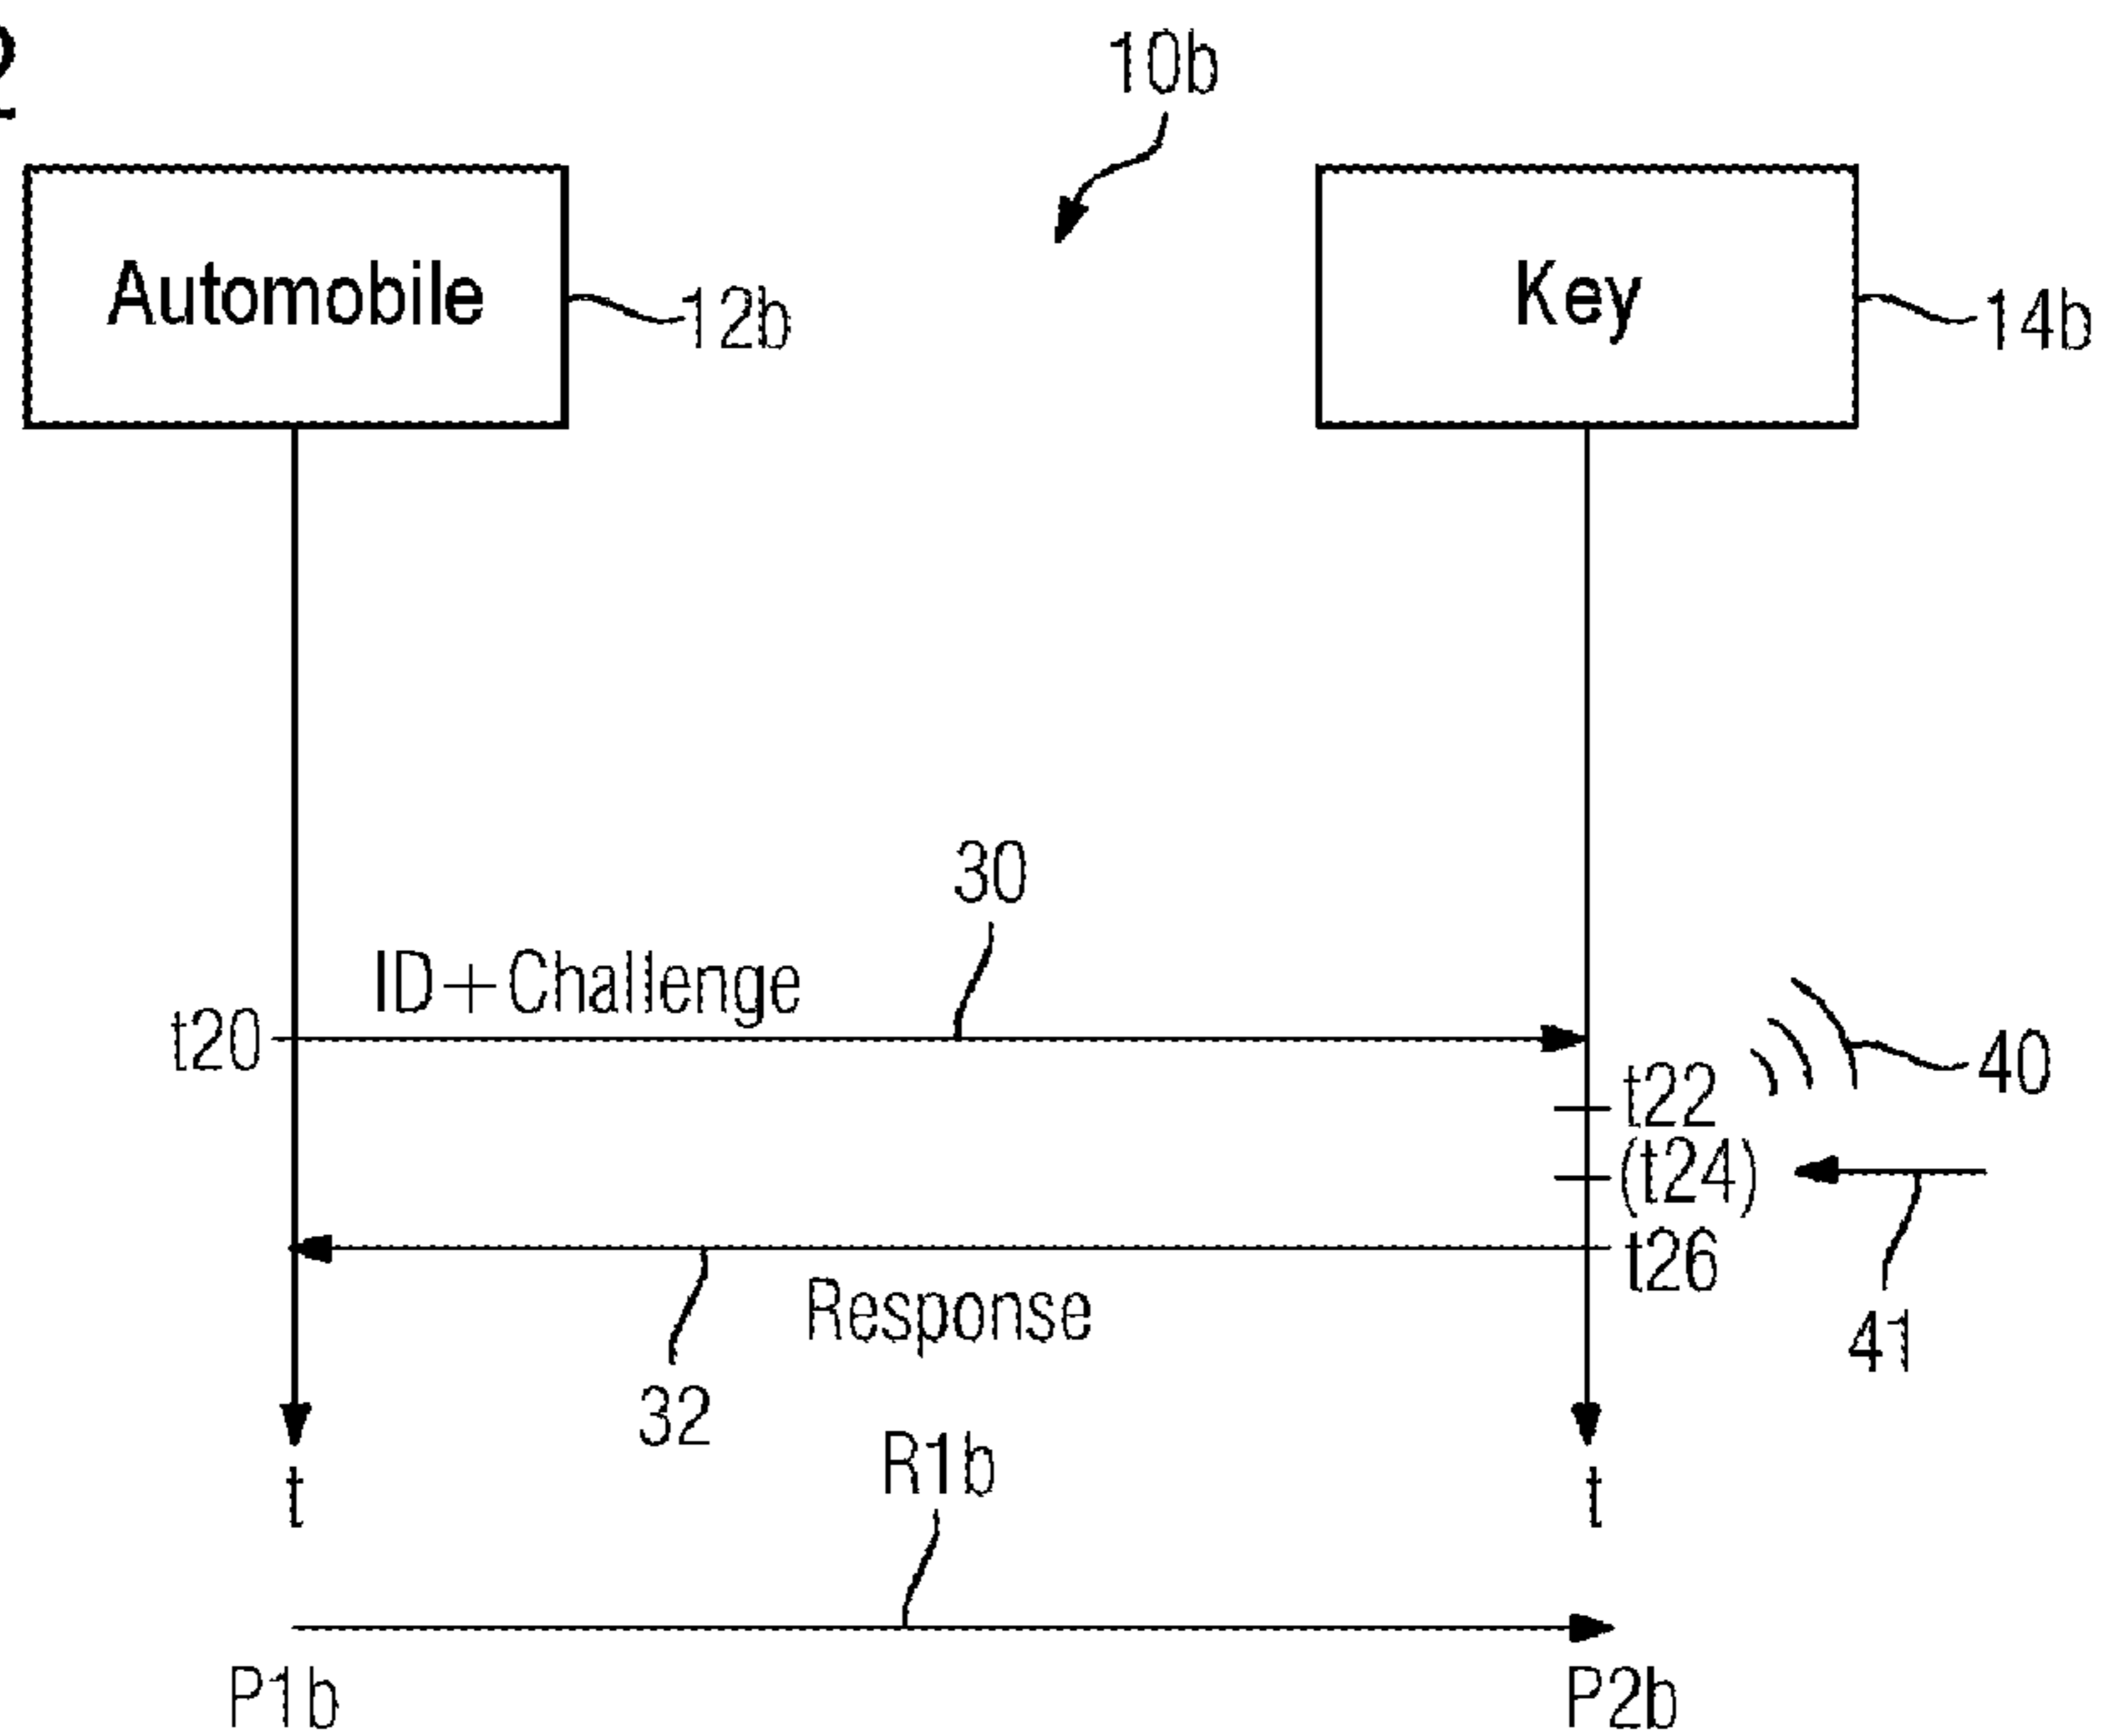 2
10b
Automobile
12b
Key
14b
30
ID+Challenge
t20
t22
40
(t24)
t26
Response
41
32
R1b
t
t
P1b
P2b